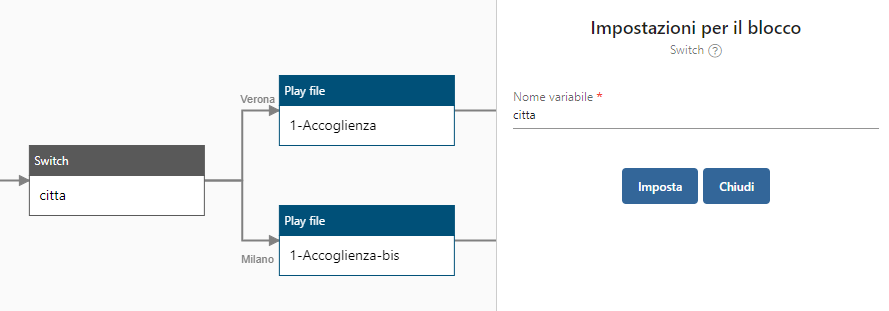 Switch
citta
Verona
Play file
1-Accoglienza
Play file
1-Accoglienza-bis
Milano
Impostazioni per il blocco
Switch ?
Nome variabile *
citta
Imposta Chiudi